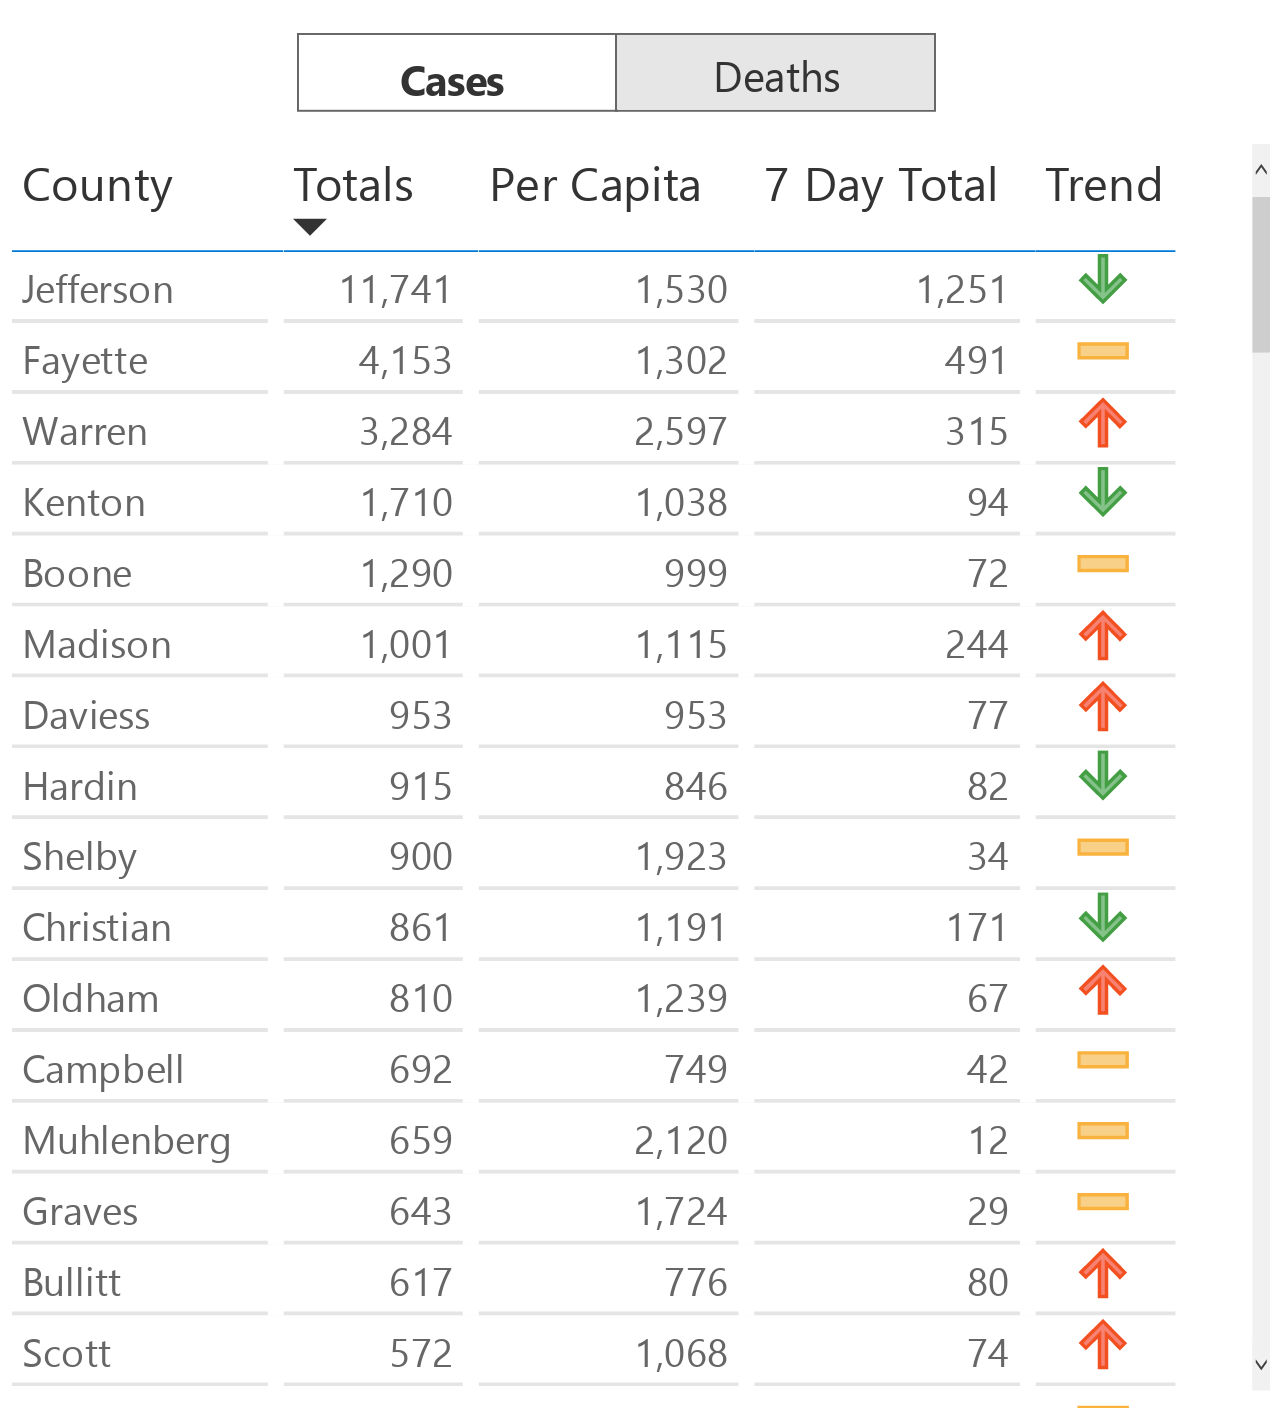 Cases Deaths
County Totals Per Capita 7 Day Total Trend
Jefferson 11,741 1,530 1,251
Fayette 4,153 1,302 491
Warren 3,284 2,597 315
Kenton 1,710 1,038 94
Boone 1,290 999 72
Madison 1,001 1,115 244
Daviess 953 953 77
Hardin 915 846 82
Shelby 900 1,923 34
Christian 861 1,191 171
Oldham 810 1,239 67
Campbell 692 749 42
Muhlenberg 659 2,120 12
Graves 643 1,724 29
Bullitt 617 776 80
Scott 572 1,068 74